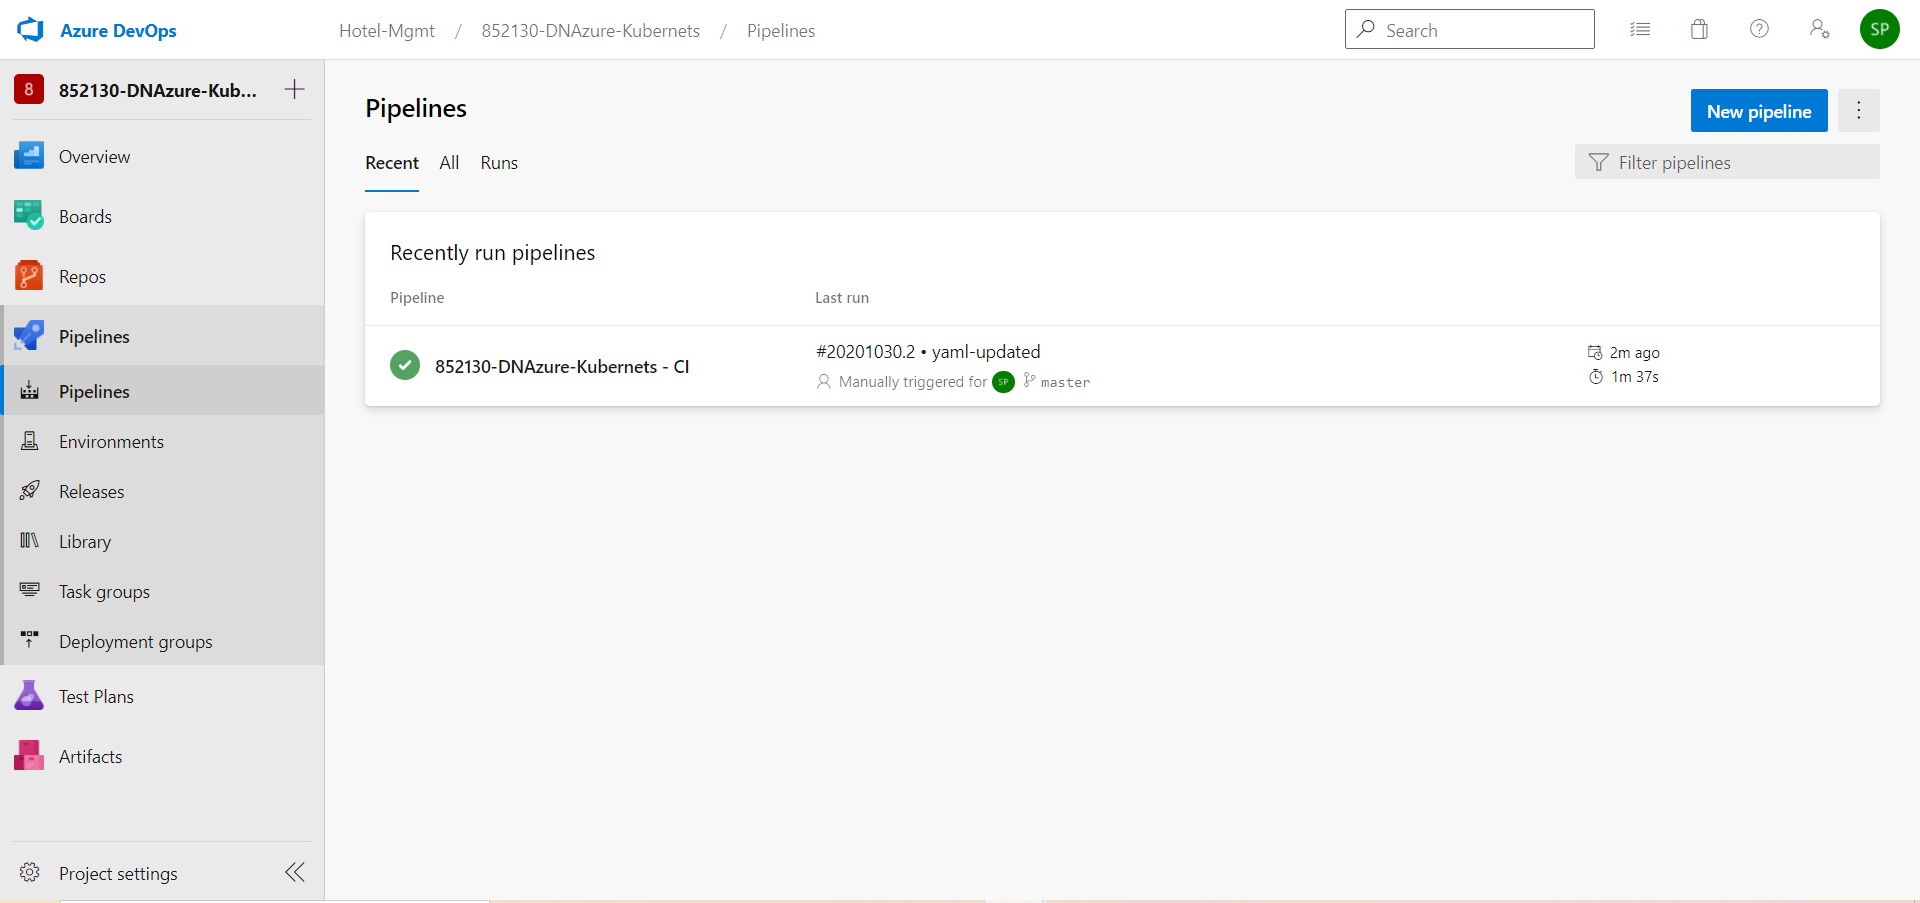 Azure DevOps
Hotel-Mgmt / 852130-DNAzure-Kubernets / Pipelines
Search
SP
8
852130-DNAzure-Kub...
Overview
Boards
Repos
Pipelines
Pipelines
Environments
Releases
Library
Task groups
Deployment groups
Test Plans
Artifacts
Project settings
Pipelines
New pipeline
Recent All Runs
Filter pipelines
Recently run pipelines
Pipeline Last run
852130-DNAzure-Kubernets - CI
#20201030.2 • yaml-updated
Manually triggered for SP master
2m ago
1m 37s